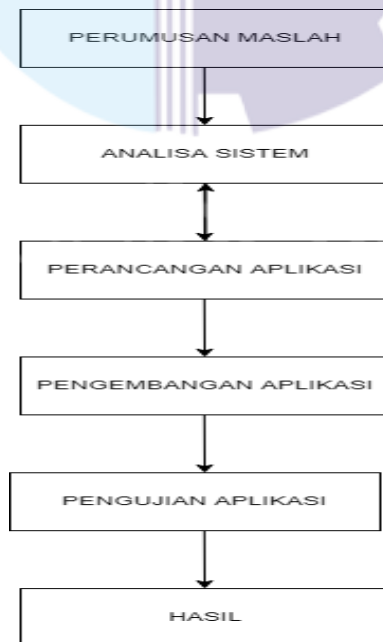 PERUMUSAN MASLAH
ANALISA SISTEM
PERANCANGAN APLIKASI
PENGEMBANGAN APLIKASI
PENGUJIAN APLIKASI
HASIL